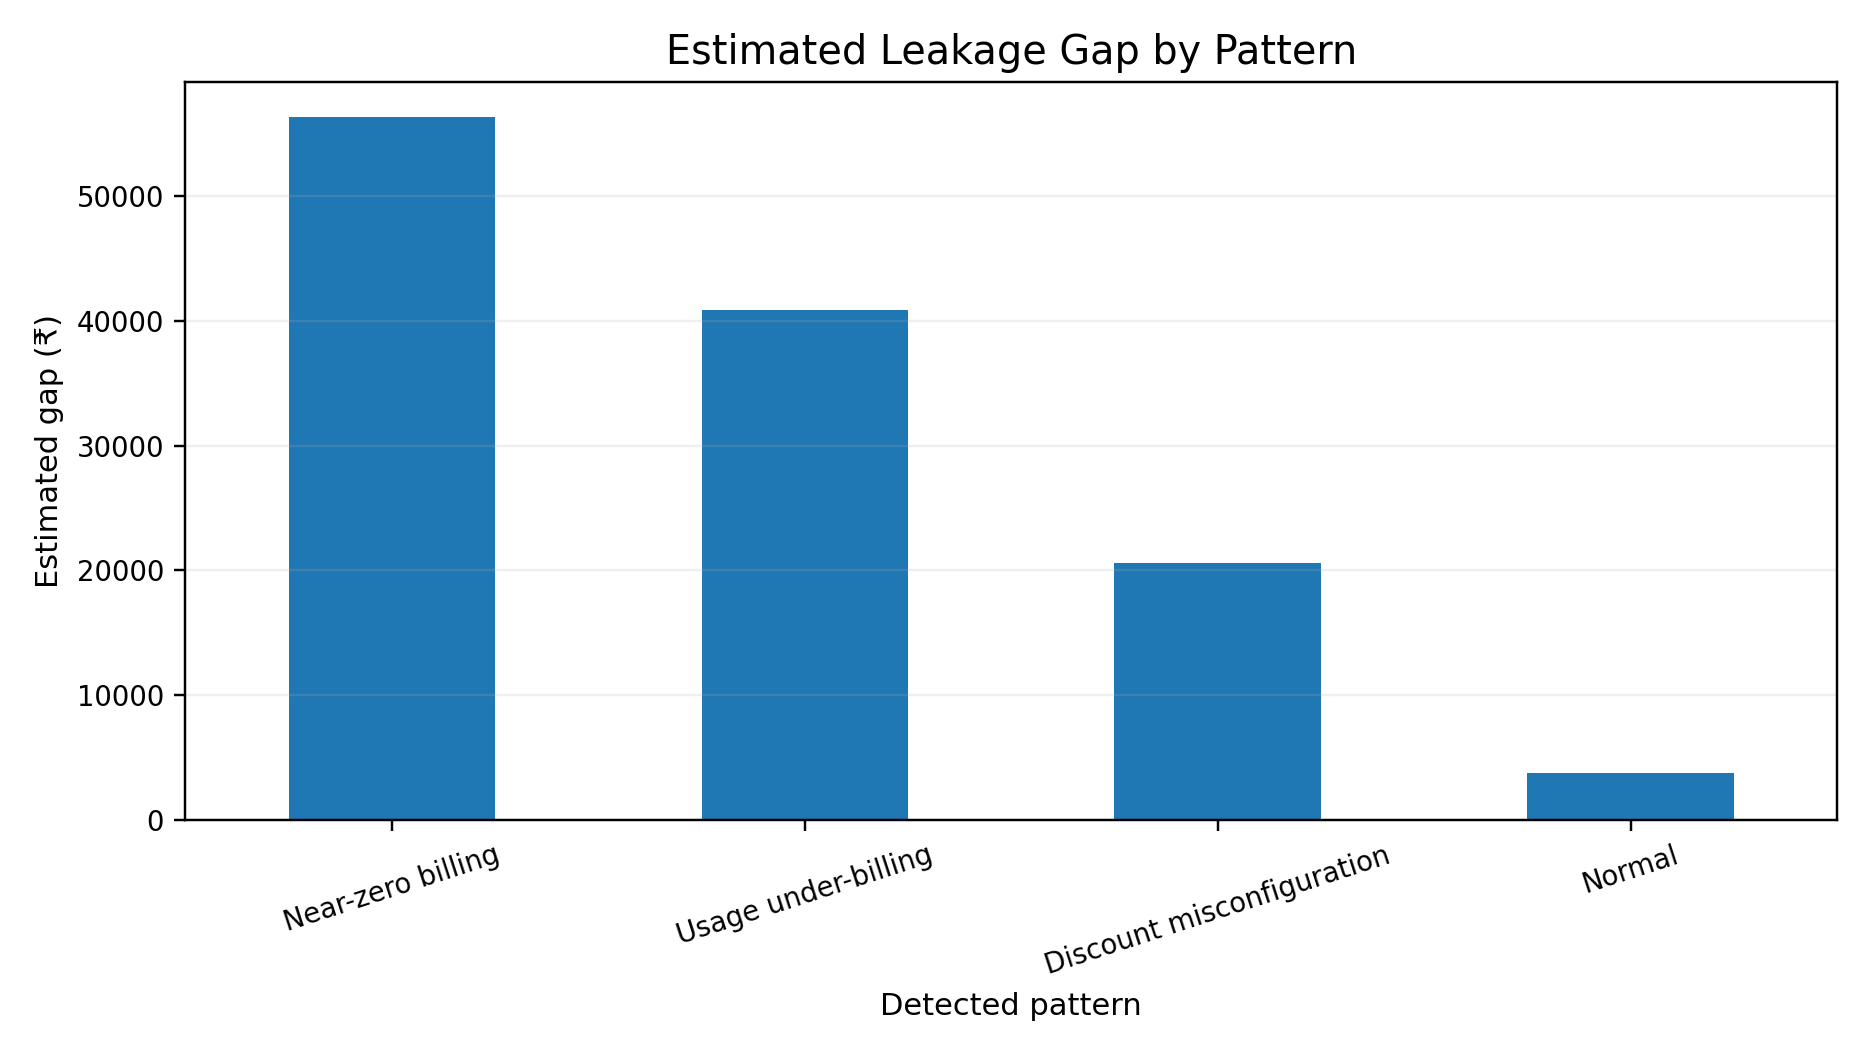 Estimated Leakage Gap by Pattern
Estimated gap (₹)
50000
40000
30000
20000
10000
0
Near-zero billing
Usage under-billing
Discount misconfiguration
Normal
Detected pattern